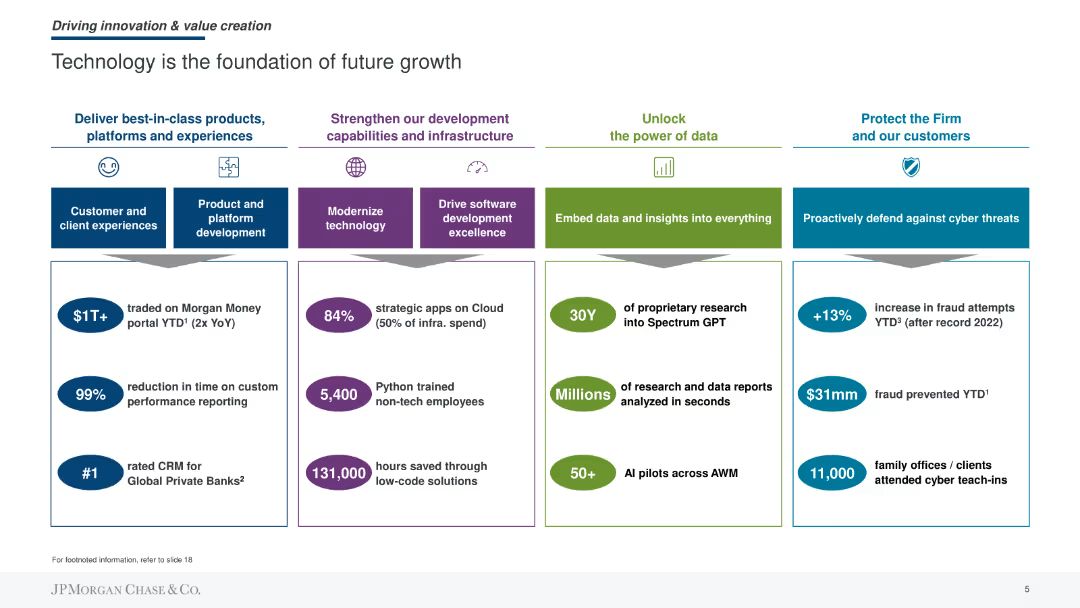 Driving innovation & value creation
Technology is the foundation of future growth
Deliver best-in-class products,
platforms and experiences
Customer and
client experiences
Product and
platform
development
$1T+
traded on Morgan Money
portal YTD¹ (2x YoY)
99%
reduction in time on custom
performance reporting
#1
rated CRM for
Global Private Banks²
Strengthen our development
capabilities and infrastructure
Modernize
technology
Drive software
development
excellence
84%
strategic apps on Cloud
(50% of infra. spend)
5,400
Python trained
non-tech employees
131,000
hours saved through
low-code solutions
Unlock
the power of data
Embed data and insights into everything
30Y
of proprietary research
into Spectrum GPT
Millions
of research and data reports
analyzed in seconds
50+
AI pilots across AWM
Protect the Firm
and our customers
Proactively defend against cyber threats
+13%
increase in fraud attempts
YTD³ (after record 2022)
$31mm
fraud prevented YTD¹
11,000
family offices / clients
attended cyber teach-ins
For footnoted information, refer to slide 18
JPMORGAN CHASE & CO.
5